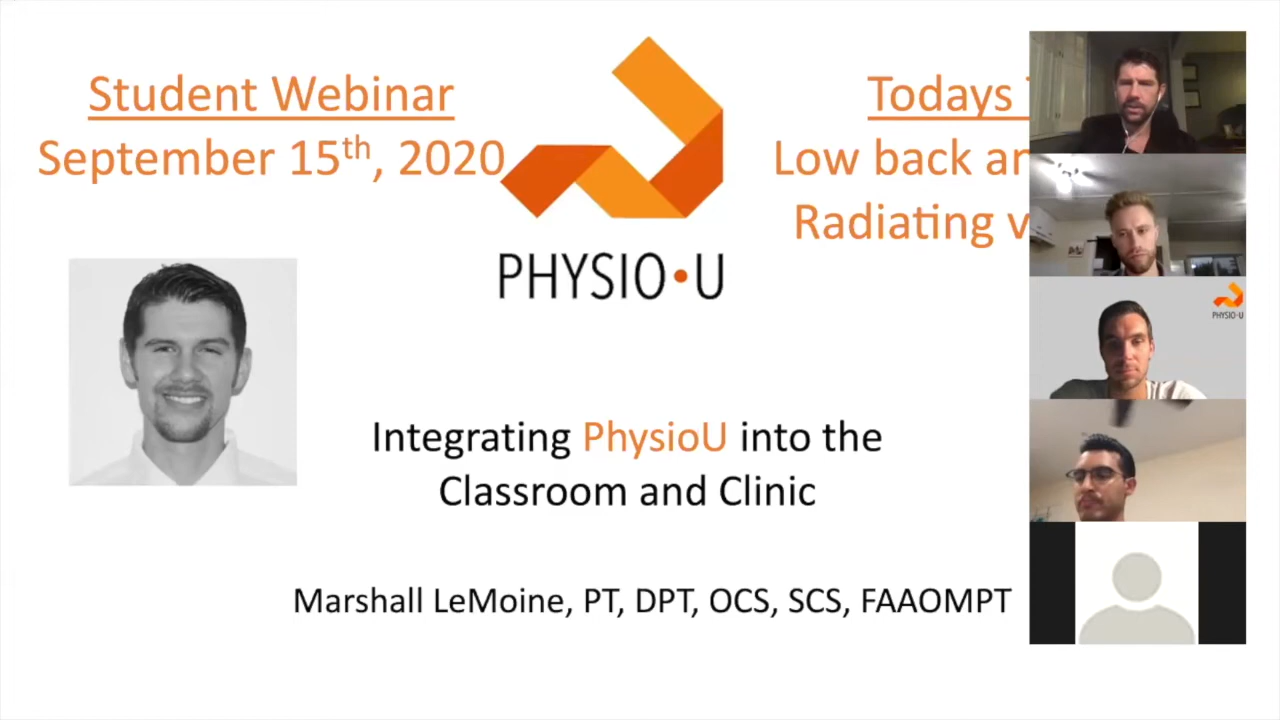 Student Webinar
September 15th, 2020
PHYSIO•U
Todays
Low back
Radiating
PHYSIO•U
Integrating PhysioU into the
Classroom and Clinic
Marshall LeMoine, PT, DPT, OCS, SCS, FAAOMPT